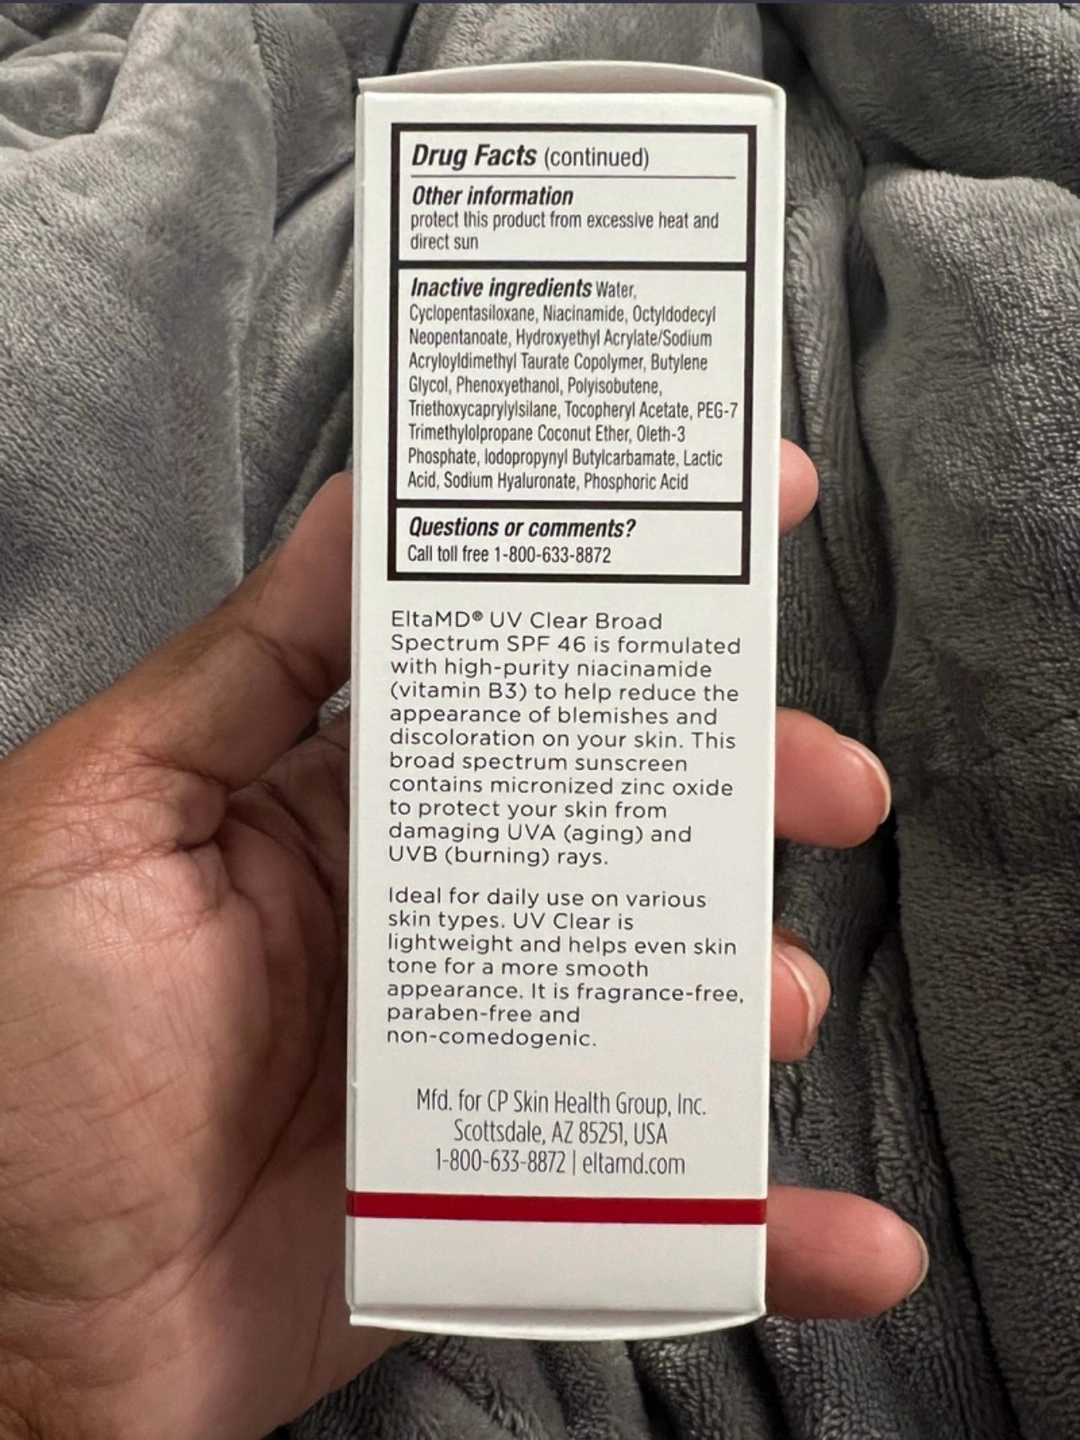 Drug Facts (continued)
Other information
protect this product from excessive heat and
direct sun
Inactive ingredients Water,
Cyclopentasiloxane, Niacinamide, Octyldodecyl
Neopentanoate, Hydroxyethyl Acrylate/Sodium
Acryloyldimethyl Taurate Copolymer, Butylene
Glycol, Phenoxyethanol, Polyisobutene,
Triethoxycaprylylsilane, Tocopheryl Acetate, PEG-7
Trimethylolpropane Coconut Ether, Oleth-3
Phosphate, Iodopropynyl Butylcarbamate, Lactic
Acid, Sodium Hyaluronate, Phosphoric Acid
Questions or comments?
Call toll free 1-800-633-8872
EltaMD® UV Clear Broad
Spectrum SPF 46 is formulated
with high-purity niacinamide
(vitamin B3) to help reduce the
appearance of blemishes and
discoloration on your skin. This
broad spectrum sunscreen
contains micronized zinc oxide
to protect your skin from
damaging UVA (aging) and
UVB (burning) rays.
Ideal for daily use on various
skin types. UV Clear is
lightweight and helps even skin
tone for a more smooth
appearance. It is fragrance-free,
paraben-free and
non-comedogenic.
Mfd. for CP Skin Health Group, Inc.
Scottsdale, AZ 85251, USA
1-800-633-8872 | eltamd.com